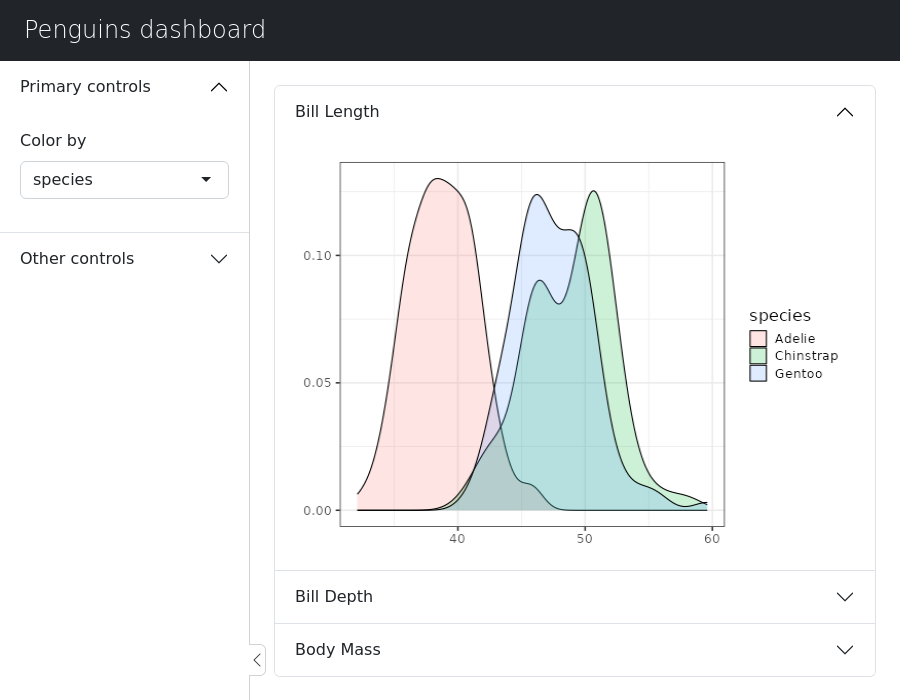 Penguins dashboard
Primary controls
Color by
species
Other controls
Bill Length
0.10
0.05
0.00
40 50 60
species
Adelie
Chinstrap
Gentoo
Bill Depth
Body Mass